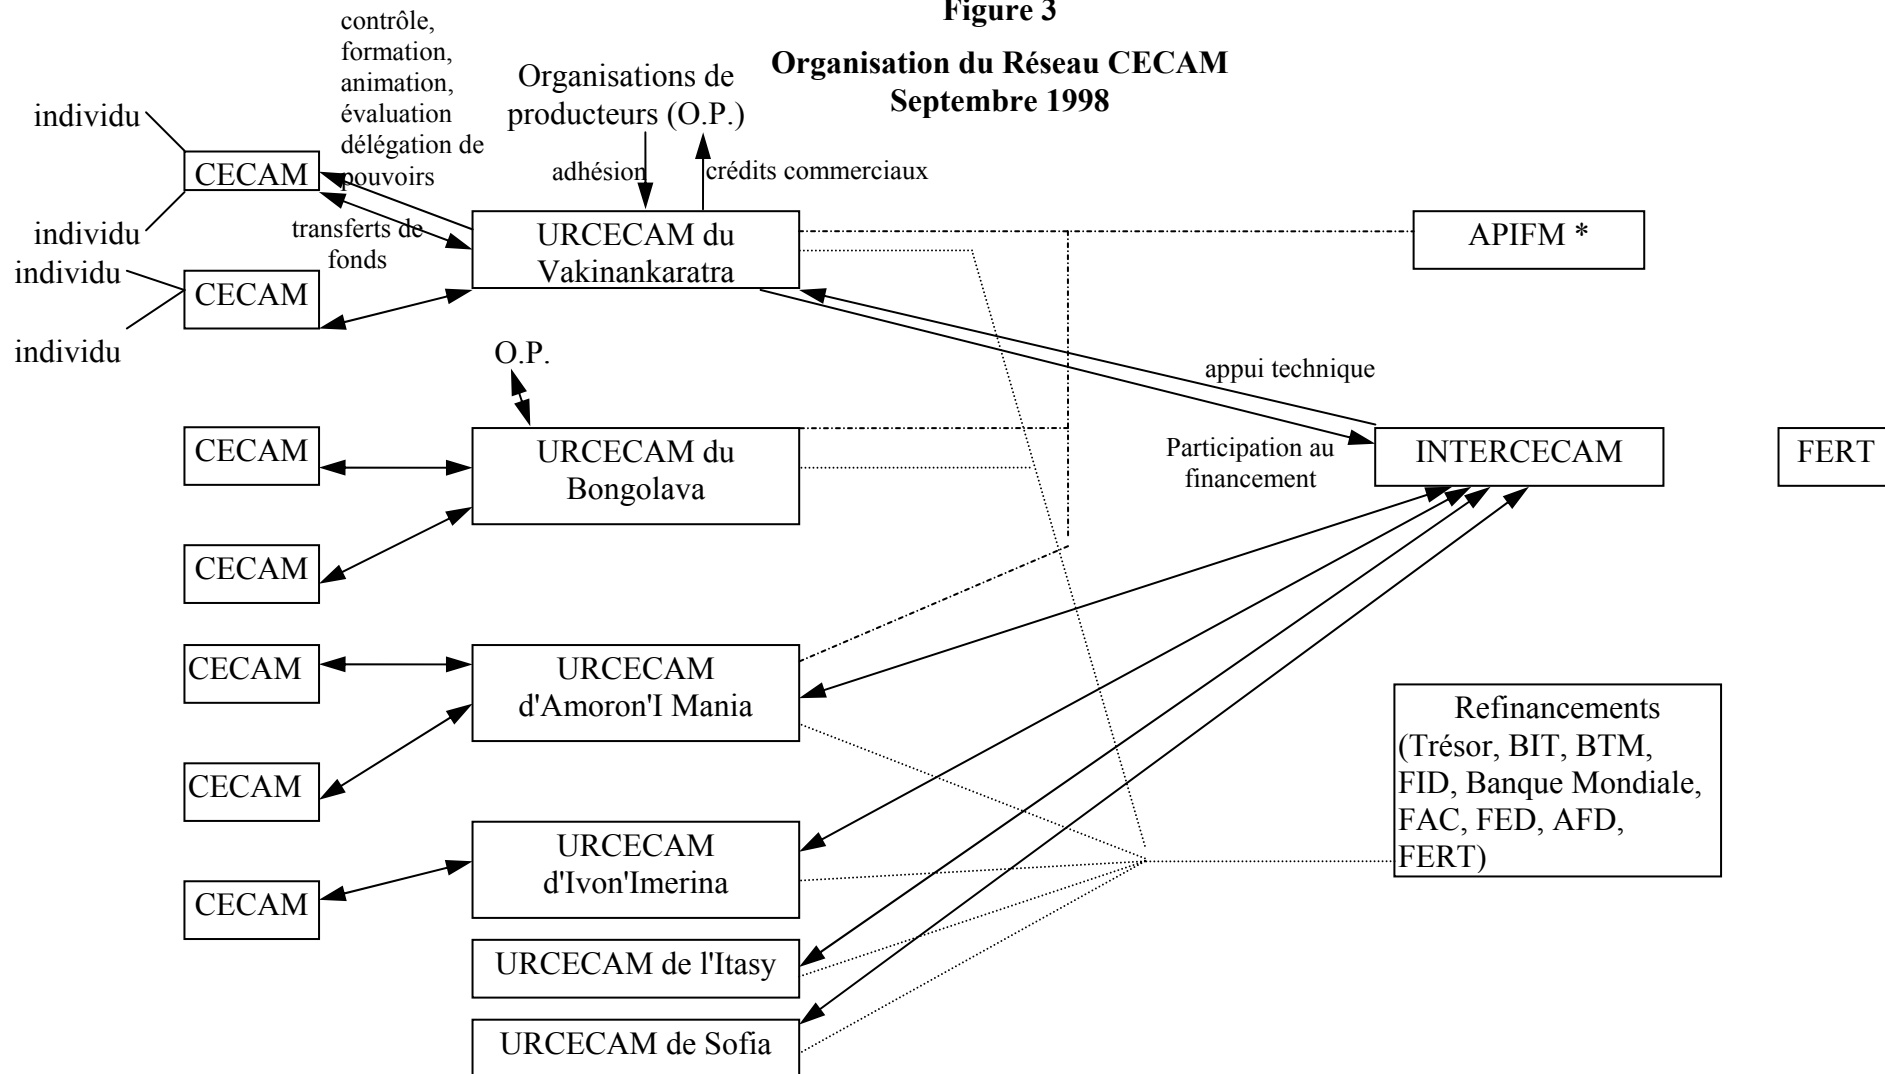 Figure 3
Organisation du Réseau CECAM
Septembre 1998
contrôle,
formation,
animation,
évaluation
délégation de
pouvoirs
Organisations de
producteurs (O.P.)
individu
CECAM
adhésion
crédits commerciaux
individu
transferts de
fonds
URCECAM du
Vakinankaratra
APIFM *
individu
CECAM
individu
O.P.
appui technique
CECAM
URCECAM du
Bongolava
Participation au
financement
INTERCECAM
FERT
CECAM
CECAM
URCECAM
d'Amoron'I Mania
CECAM
Refinancements
(Trésor, BIT, BTM,
FID, Banque Mondiale,
FAC, FED, AFD,
FERT)
URCECAM
d'Ivon'Imerina
CECAM
URCECAM de l'Itasy
URCECAM de Sofia